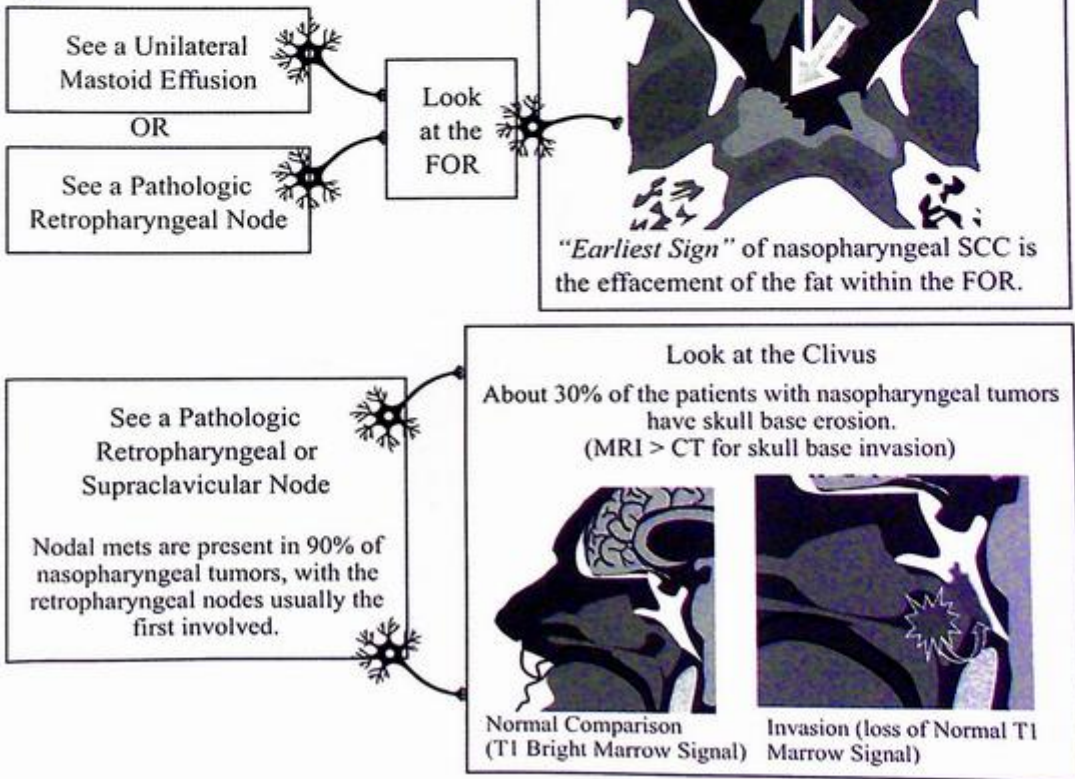 See a Unilateral
Mastoid Effusion
OR
See a Pathologic
Retropharyngeal Node
Look
at the
FOR
"Earliest Sign" of nasopharyngeal SCC is
the effacement of the fat within the FOR.
See a Pathologic
Retropharyngeal or
Supraclavicular Node
Nodal mets are present in 90% of
nasopharyngeal tumors, with the
retropharyngeal nodes usually the
first involved.
Look at the Clivus
About 30% of the patients with nasopharyngeal tumors
have skull base erosion.
(MRI > CT for skull base invasion)
Normal Comparison
(T1 Bright Marrow Signal)
Invasion (loss of Normal T1
Marrow Signal)